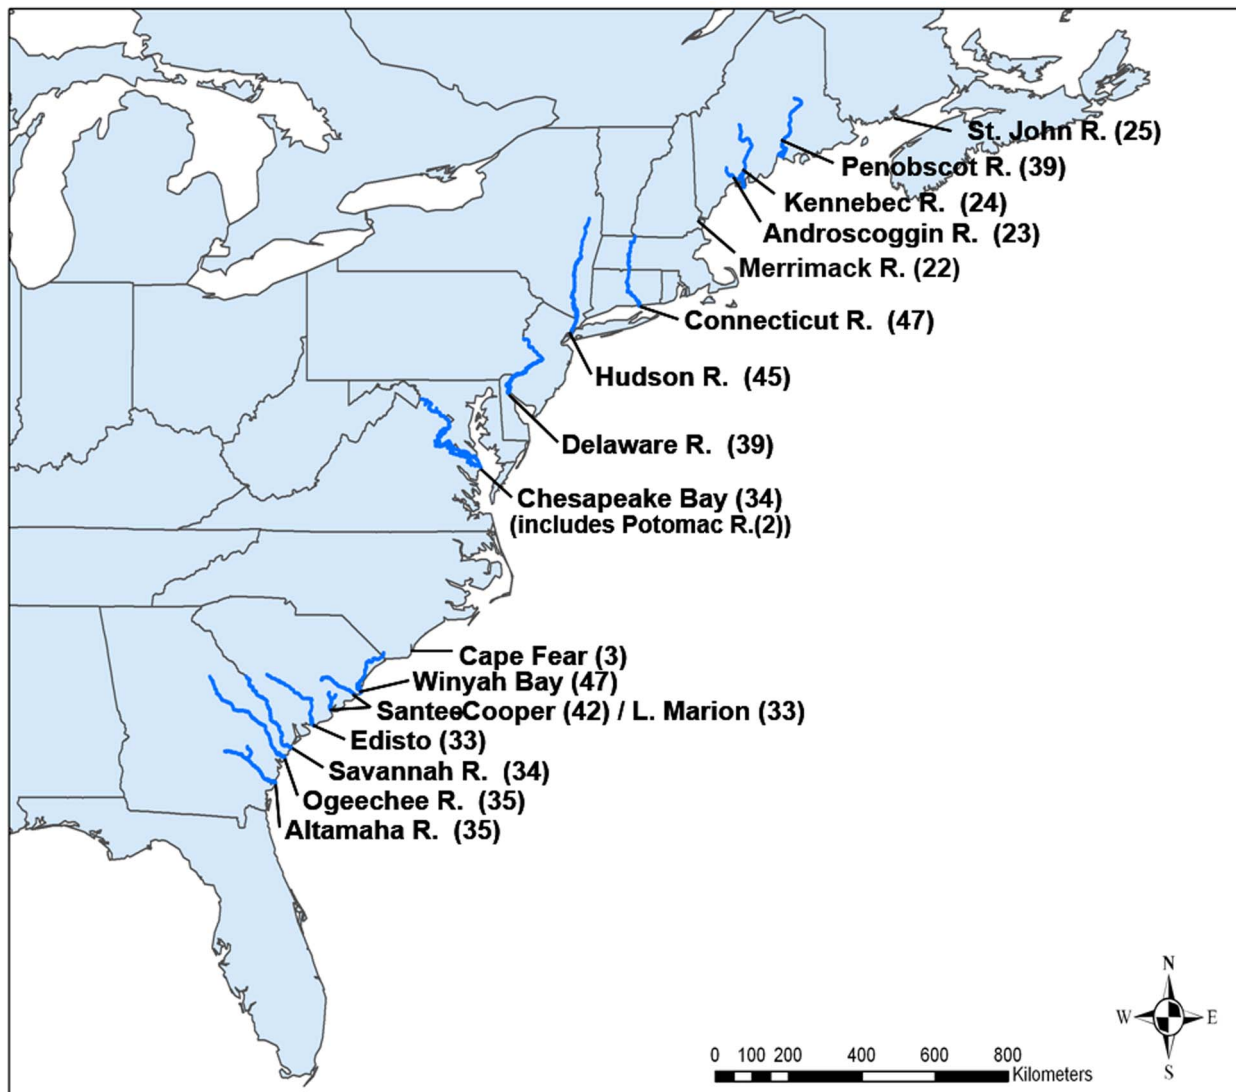 St. John R. (25)
Penobscot R. (39)
Kennebec R. (24)
Androscoggin R. (23)
Merrimack R. (22)
Connecticut R. (47)
Hudson R. (45)
Delaware R. (39)
Chesapeake Bay (34)
(includes Potomac R.(2))
Cape Fear (3)
Winyah Bay (47)
Santee-Cooper (42) / L. Marion (33)
Edisto (33)
Savannah R. (34)
Ogeechee R. (35)
Altamaha R. (35)
N
W E
S
0 100 200 400 600 800
Kilometers